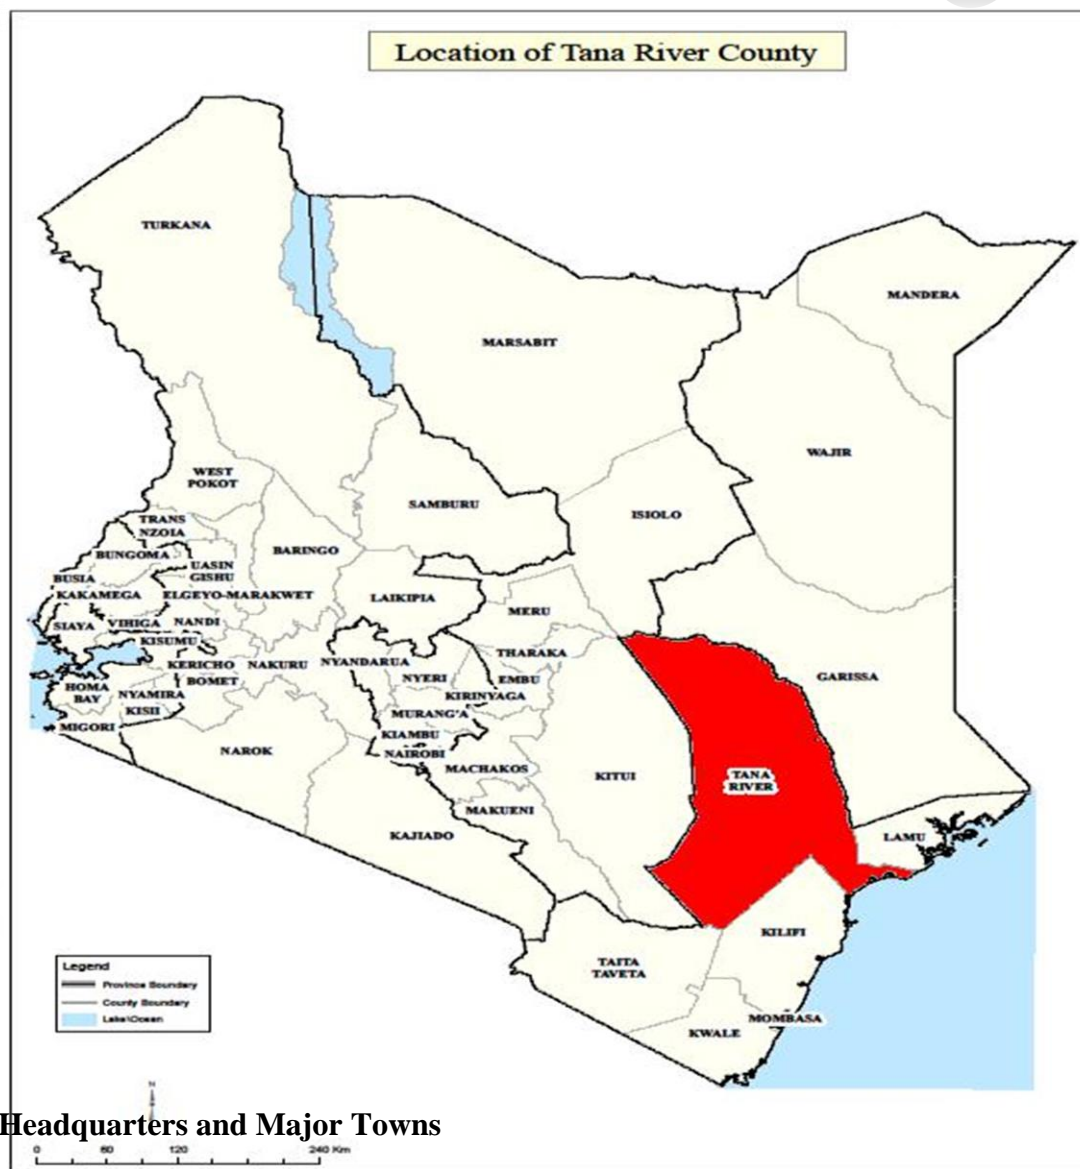 Location of Tana River County
TURKANA
MANDERA
MARSABIT
WAJIR
WEST
POKOT
SAMBURU
ISIOLO
TRANS
NZOIA
BUNGOMA
BARINGO
UASIN
GISHU
BUSIA
KAKAMEGA
ELGEYO-MARAKWET
LAIKIPIA
MERU
SIAYA
VIHIGA
NANDI
KISUMU
THARAKA
KERICHO
NAKURU
NYANDARUA
GARISSA
BOMET
NYERI
EMBU
HOMA
BAY
NYAMIRA
KIRINYAGA
KISII
MURANG'A
MIGORI
KIAMBU
NAROK
NAIROBI
MACHAKOS
KITUI
TANA
RIVER
MAKUENI
KAJIADO
LAMU
KILIFI
TAITA
TAVETA
MOMBASA
KWALE
Legend
Province Boundary
County Boundary
Lake\Ocean
N
Headquarters and Major Towns
0 60 120 240 Km